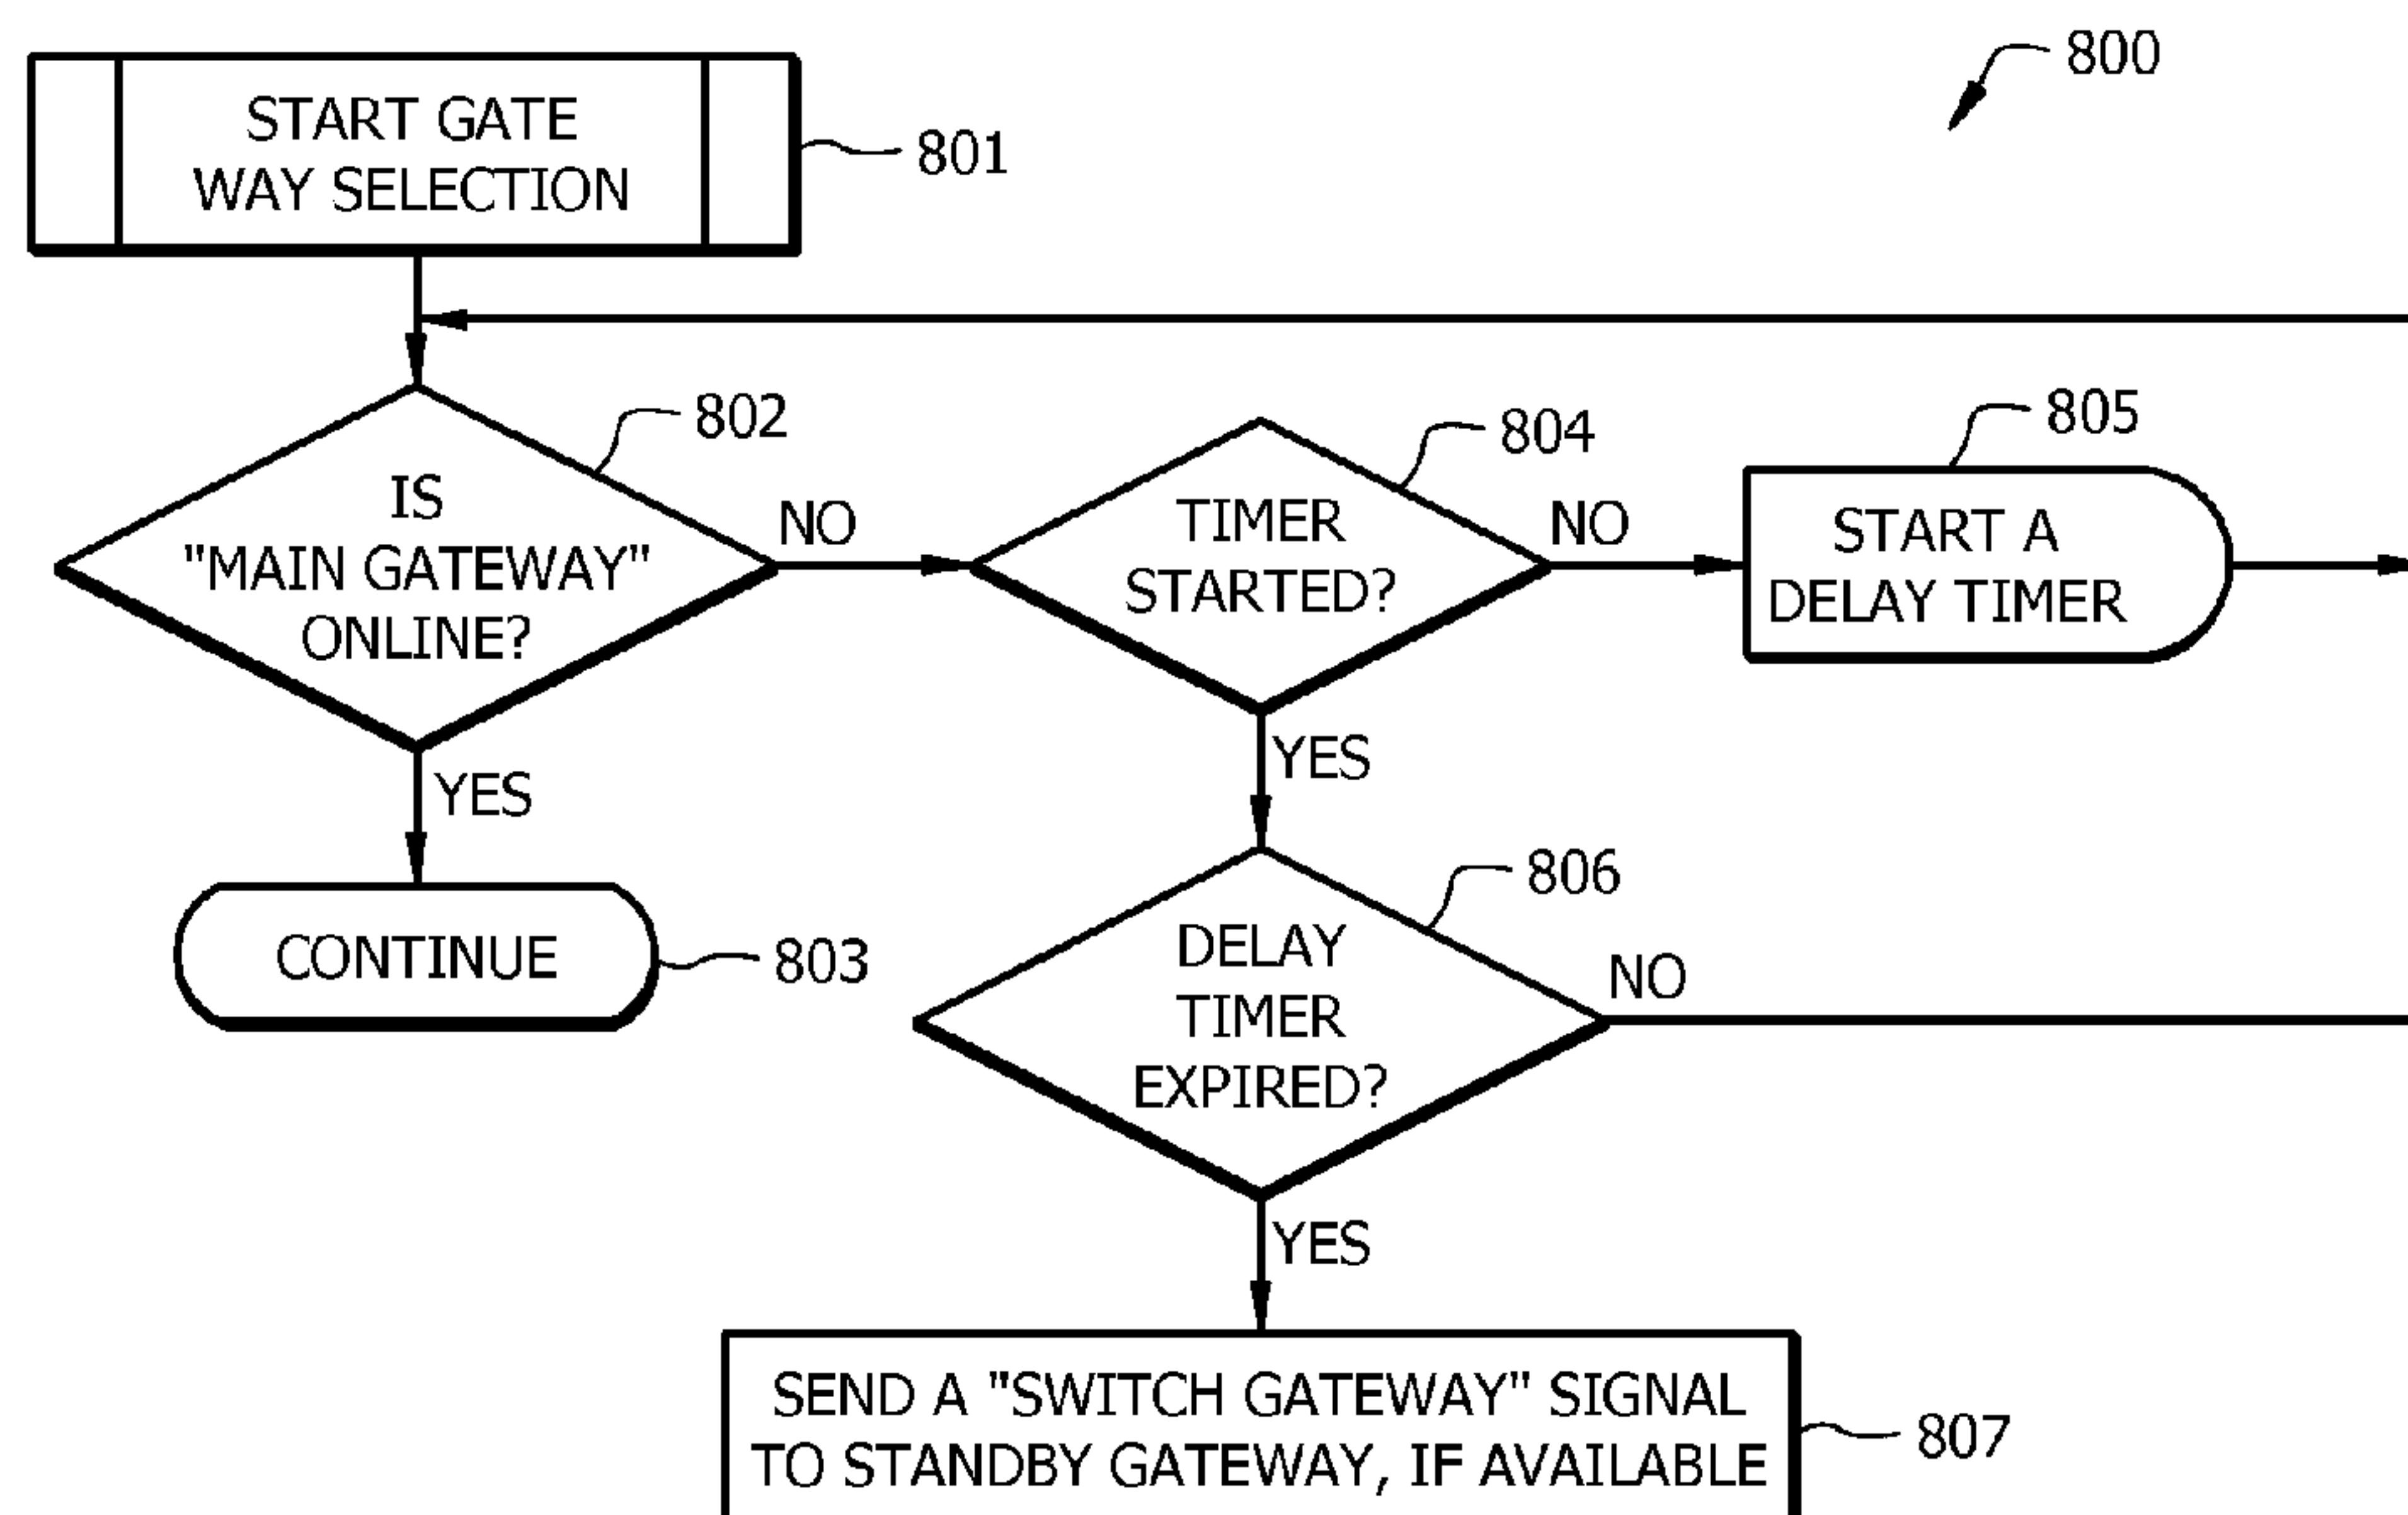 800
START GATE
WAY SELECTION
801
802
IS
"MAIN GATEWAY"
ONLINE?
NO
YES
804
TIMER
STARTED?
NO
YES
805
START A
DELAY TIMER
CONTINUE
803
806
DELAY
TIMER
EXPIRED?
NO
YES
SEND A "SWITCH GATEWAY" SIGNAL
TO STANDBY GATEWAY, IF AVAILABLE
807